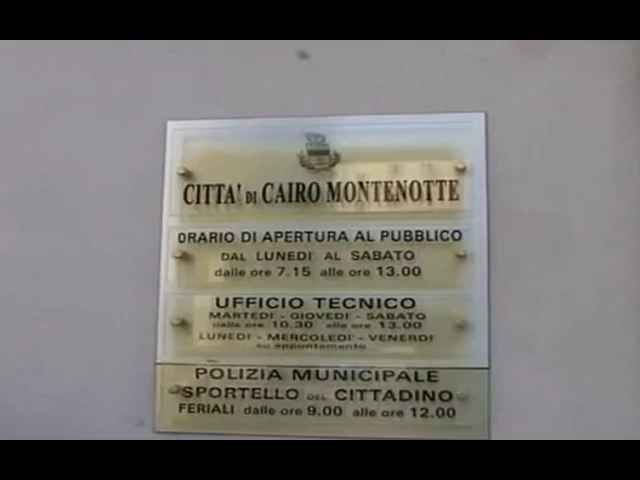 CITTA' DI CAIRO MONTENOTTE
ORARIO DI APERTURA AL PUBBLICO
DAL LUNEDI' AL SABATO
dalle ore 7.15 alle ore 13.00
UFFICIO TECNICO
MARTEDI' - GIOVEDI' - SABATO
dalle ore 10.30 alle ore 13.00
LUNEDI' - MERCOLEDI' - VENERDI'
su appuntamento
POLIZIA MUNICIPALE
SPORTELLO DEL CITTADINO
FERIALI dalle ore 9.00 alle ore 12.00